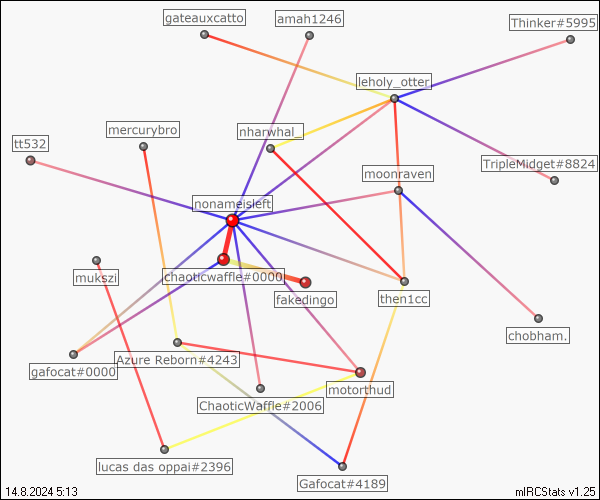 gateauxcatto
amah1246
Thinker#5995
leholy_otter
mercurybro
nharwhal_
tt532
TripleMidget#8824
moonraven
nonameisleft
chaoticwaffle#0000
mukszi
fakedingo
then1cc
chobham.
Azure Reborn#4243
gafocat#0000
motorthud
ChaoticWaffle#2006
lucas das oppai#2396
Gafocat#4189
14.8.2024 5:13
mIRCStats v1.25